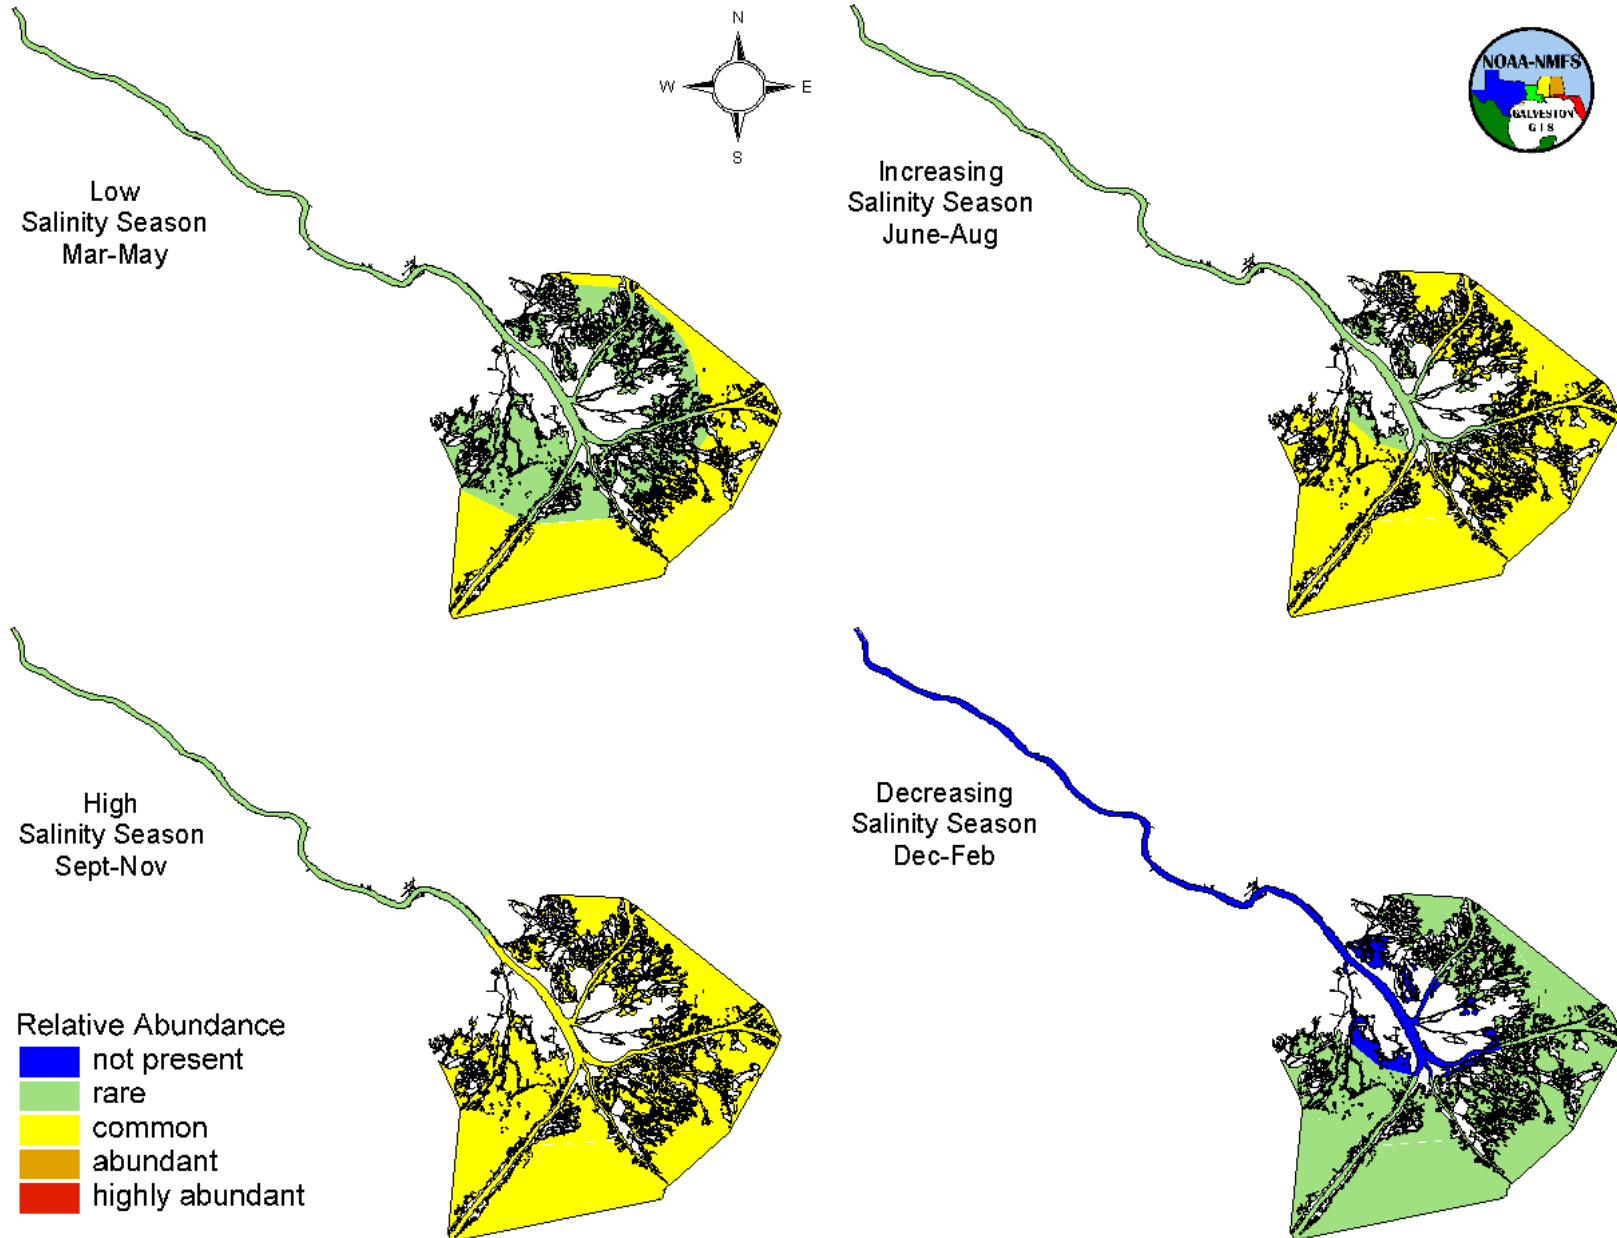 N
W E
S
NOAA-NMFS
GALVESTON
GIS
Low
Salinity Season
Mar-May
Increasing
Salinity Season
June-Aug
High
Salinity Season
Sept-Nov
Decreasing
Salinity Season
Dec-Feb
Relative Abundance
not present
rare
common
abundant
highly abundant